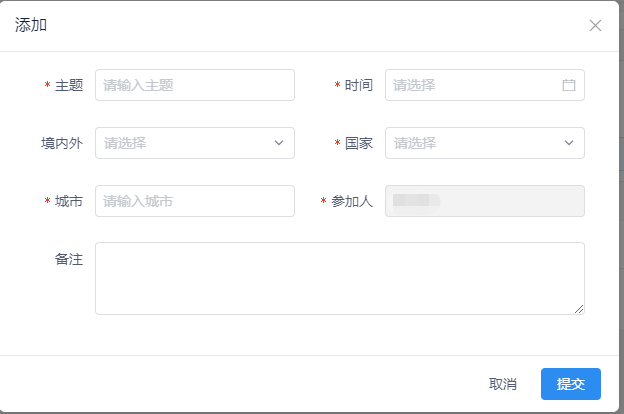 添加
* 主题 请输入主题 * 时间 请选择
境内外 请选择 * 国家 请选择
* 城市 请输入城市 * 参加人
备注
取消 提交